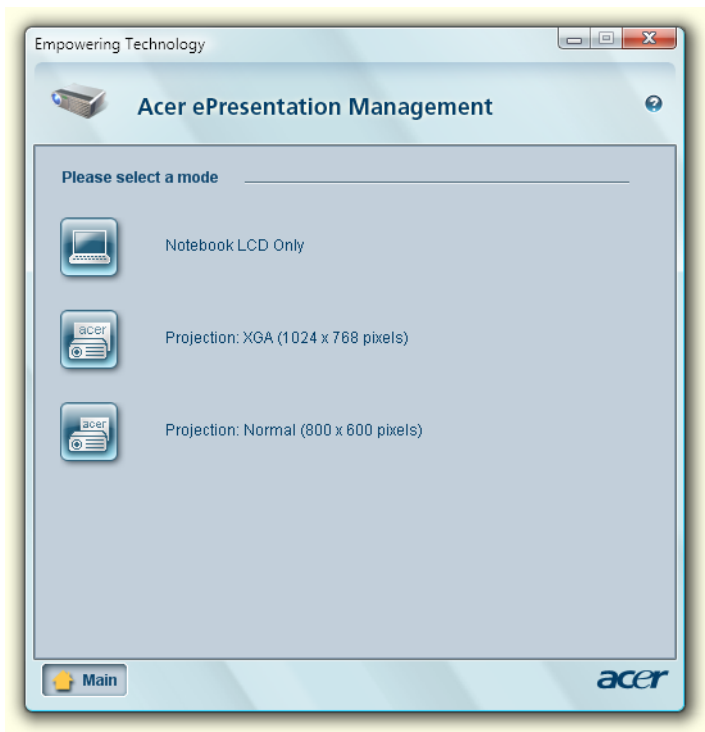 Empowering Technology
Acer ePresentation Management
Please select a mode
Notebook LCD Only
acer
Projection: XGA (1024 x 768 pixels)
acer
Projection: Normal (800 x 600 pixels)
Main
acer